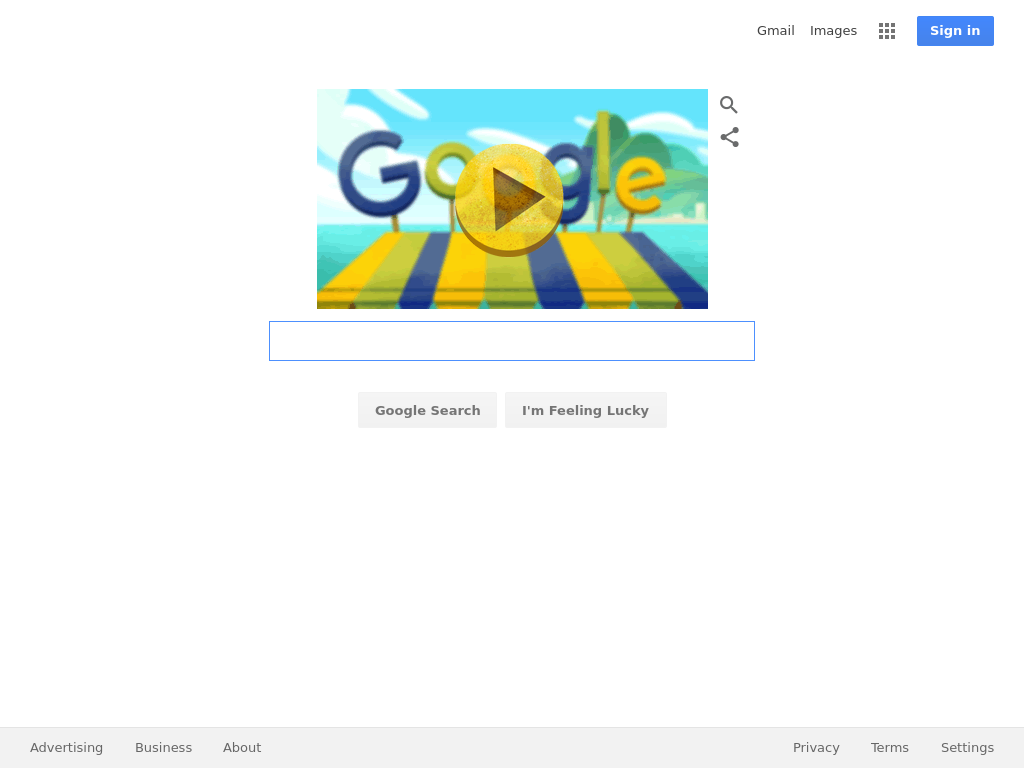 Gmail Images Sign in
Google
Google Search I'm Feeling Lucky
Advertising Business About Privacy Terms Settings